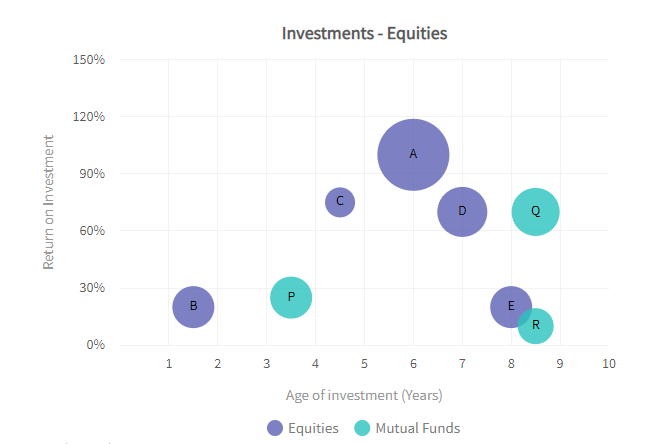 Investments - Equities
150%
120%
90%
60%
30%
0%
Return on Investment
A
C
D
Q
B
P
E
R
1 2 3 4 5 6 7 8 9 10
Age of investment (Years)
Equities Mutual Funds